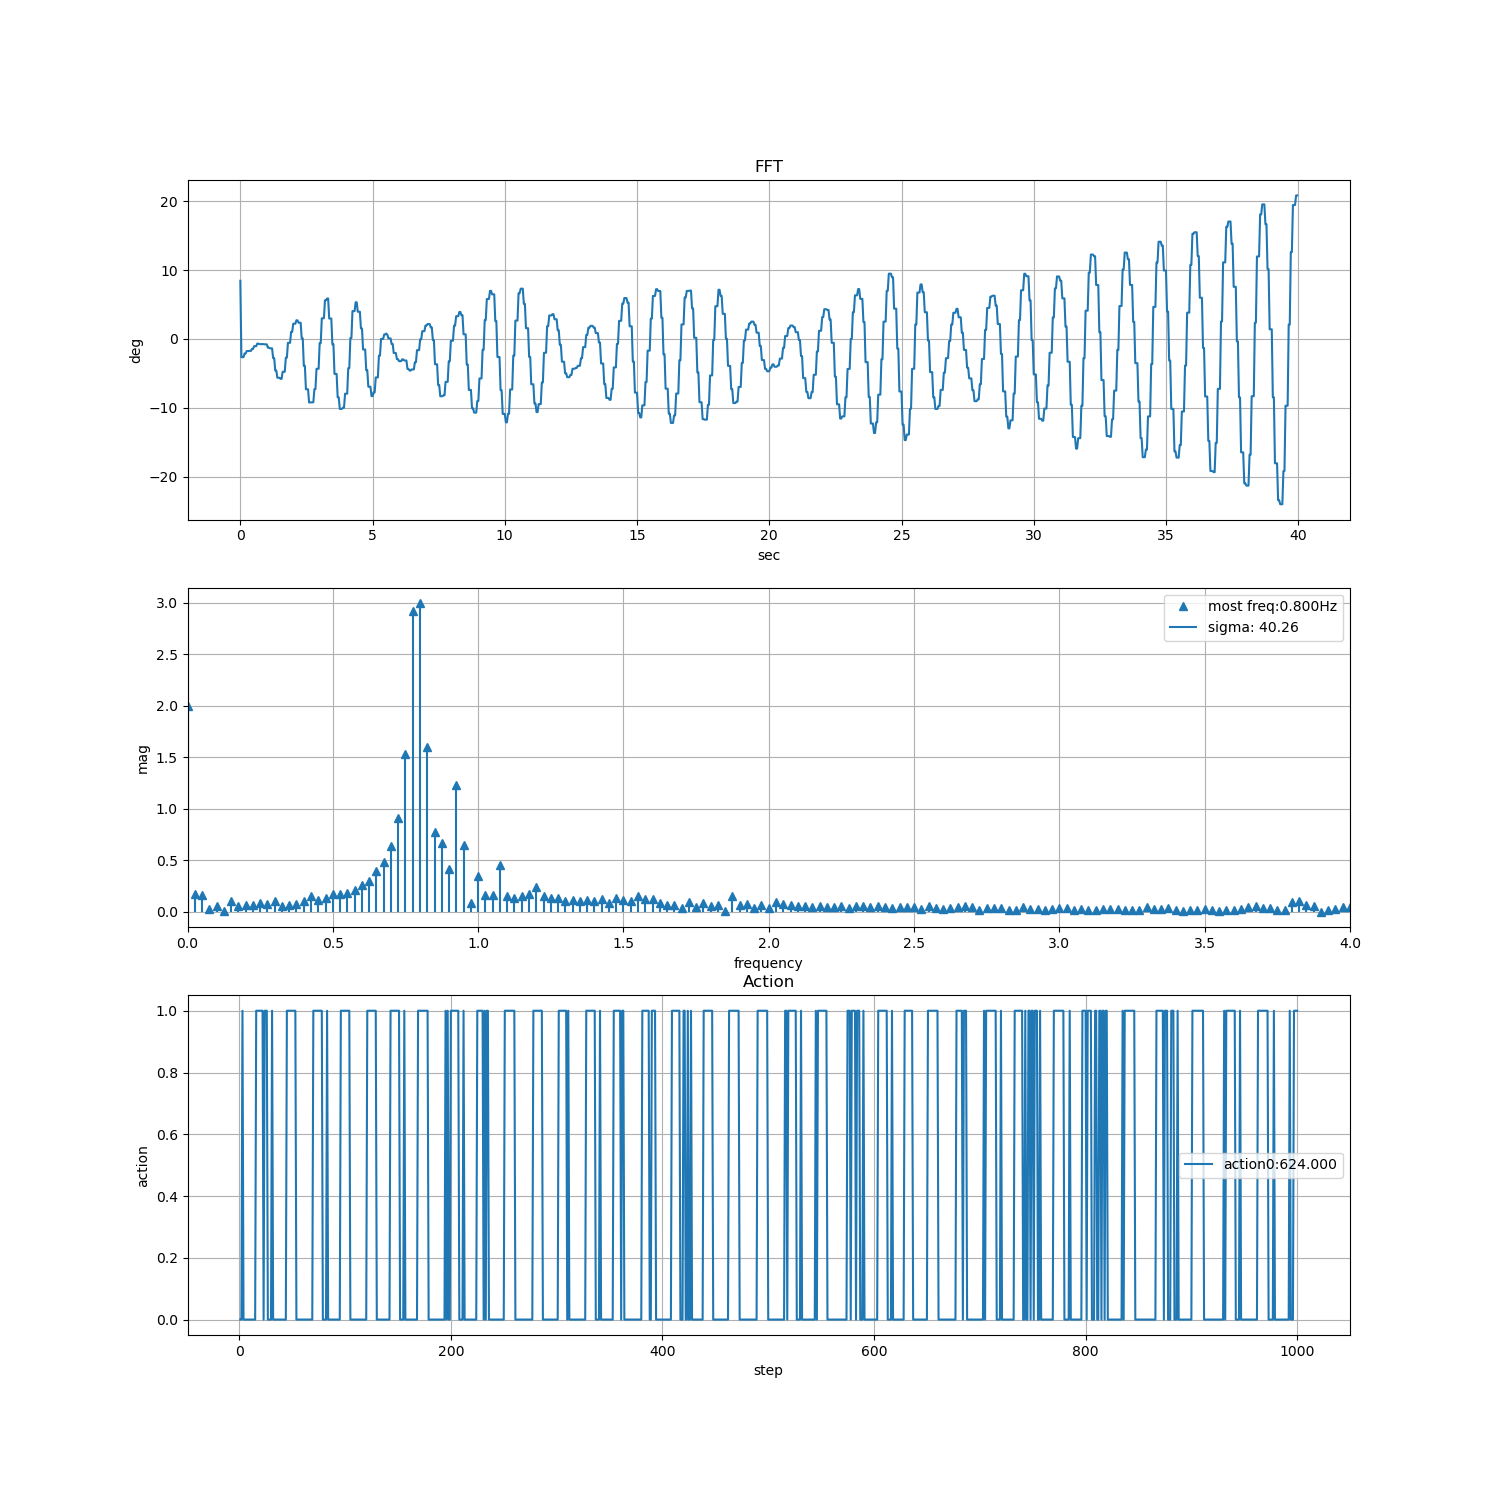 FFT
20
10
0
−10
−20
deg
0 5 10 15 20 25 30 35 40
sec
3.0
2.5
2.0
1.5
1.0
0.5
0.0
mag
most freq:0.800Hz
sigma: 40.26
0.0 0.5 1.0 1.5 2.0 2.5 3.0 3.5 4.0
frequency
Action
1.0
0.8
0.6
0.4
0.2
0.0
action
action0:624.000
0 200 400 600 800 1000
step